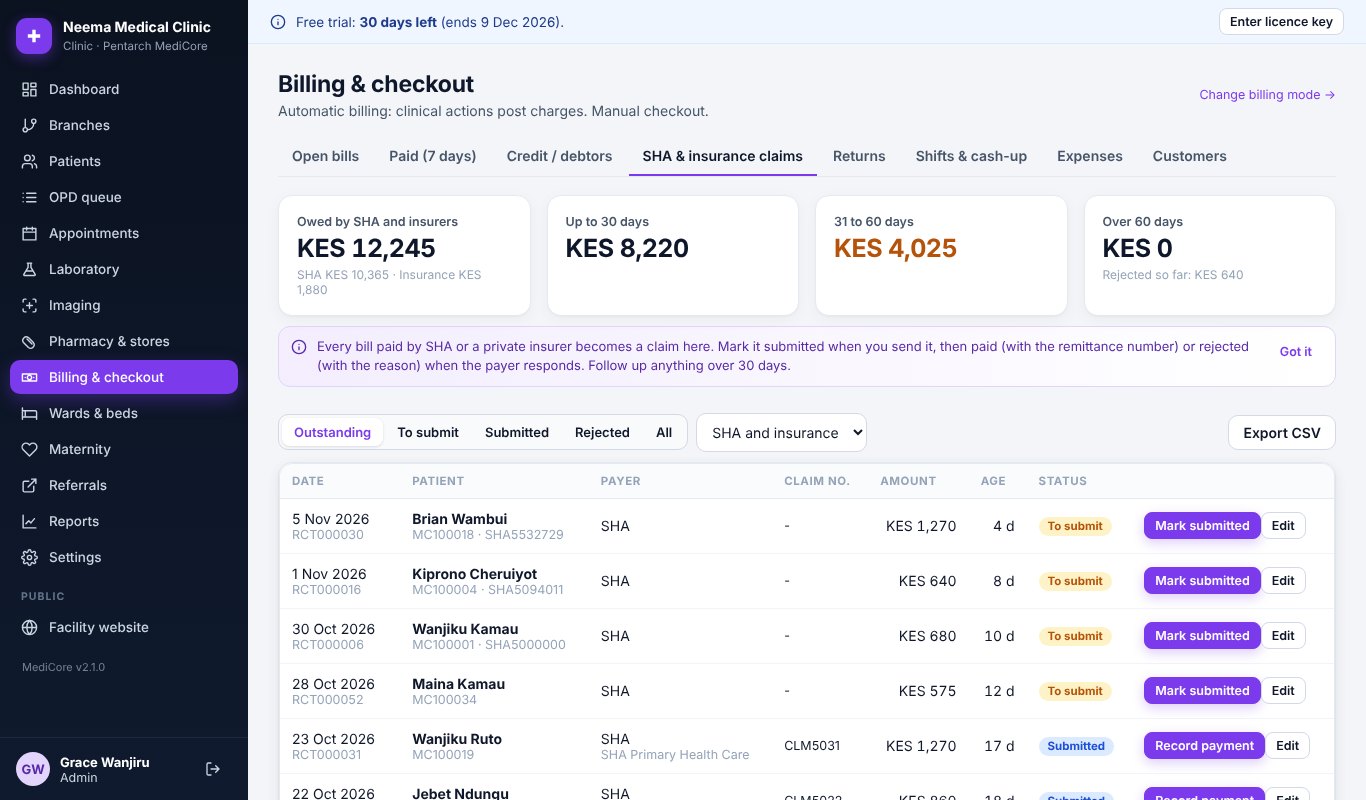 Neema Medical Clinic
Clinic · Pentarch MediCore
Dashboard
Branches
Patients
OPD queue
Appointments
Laboratory
Imaging
Pharmacy & stores
Billing & checkout
Wards & beds
Maternity
Referrals
Reports
Settings
PUBLIC
Facility website
MediCore v2.1.0
GW
Grace Wanjiru
Admin
Free trial: 30 days left (ends 9 Dec 2026).
Enter licence key
Billing & checkout
Automatic billing: clinical actions post charges. Manual checkout.
Change billing mode →
Open bills Paid (7 days) Credit / debtors SHA & insurance claims Returns Shifts & cash-up Expenses Customers
Owed by SHA and insurers
KES 12,245
SHA KES 10,365 · Insurance KES
1,880
Up to 30 days
KES 8,220
31 to 60 days
KES 4,025
Over 60 days
KES 0
Rejected so far: KES 640
Every bill paid by SHA or a private insurer becomes a claim here. Mark it submitted when you send it, then paid (with the remittance number) or rejected
(with the reason) when the payer responds. Follow up anything over 30 days.
Got it
Outstanding To submit Submitted Rejected All
SHA and insurance
Export CSV
DATE PATIENT PAYER CLAIM NO. AMOUNT AGE STATUS
5 Nov 2026 Brian Wambui SHA - KES 1,270 4 d To submit Mark submitted Edit
RCT000030 MC100018 · SHA5532729
1 Nov 2026 Kiprono Cheruiyot SHA - KES 640 8 d To submit Mark submitted Edit
RCT000016 MC100004 · SHA5094011
30 Oct 2026 Wanjiku Kamau SHA - KES 680 10 d To submit Mark submitted Edit
RCT000006 MC100001 · SHA5000000
28 Oct 2026 Maina Kamau SHA - KES 575 12 d To submit Mark submitted Edit
RCT000052 MC100034
23 Oct 2026 Wanjiku Ruto SHA CLM5031 KES 1,270 17 d Submitted Record payment Edit
RCT000031 MC100019 SHA Primary Health Care
22 Oct 2026 Jebet Ndungu SHA KES 860 18 d Submitted Record payment Edit